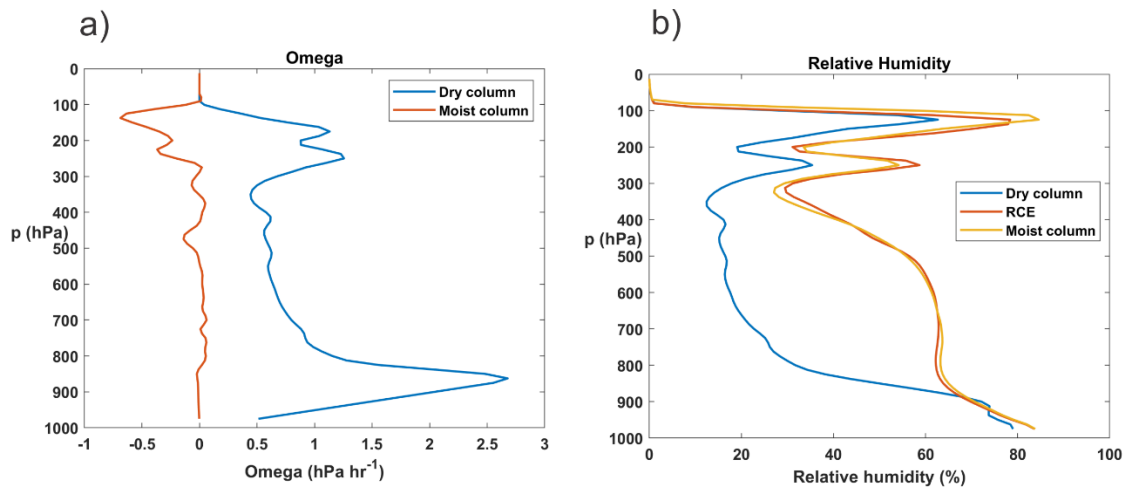 a)
Omega
0
100
200
300
400
500
600
700
800
900
1000
p (hPa)
-1
-0.5
0
0.5
1
1.5
2
2.5
3
Omega (hPa hr⁻¹)
Dry column
Moist column
b)
Relative Humidity
0
100
200
300
400
500
600
700
800
900
1000
p (hPa)
0
20
40
60
80
100
Relative humidity (%)
Dry column
RCE
Moist column